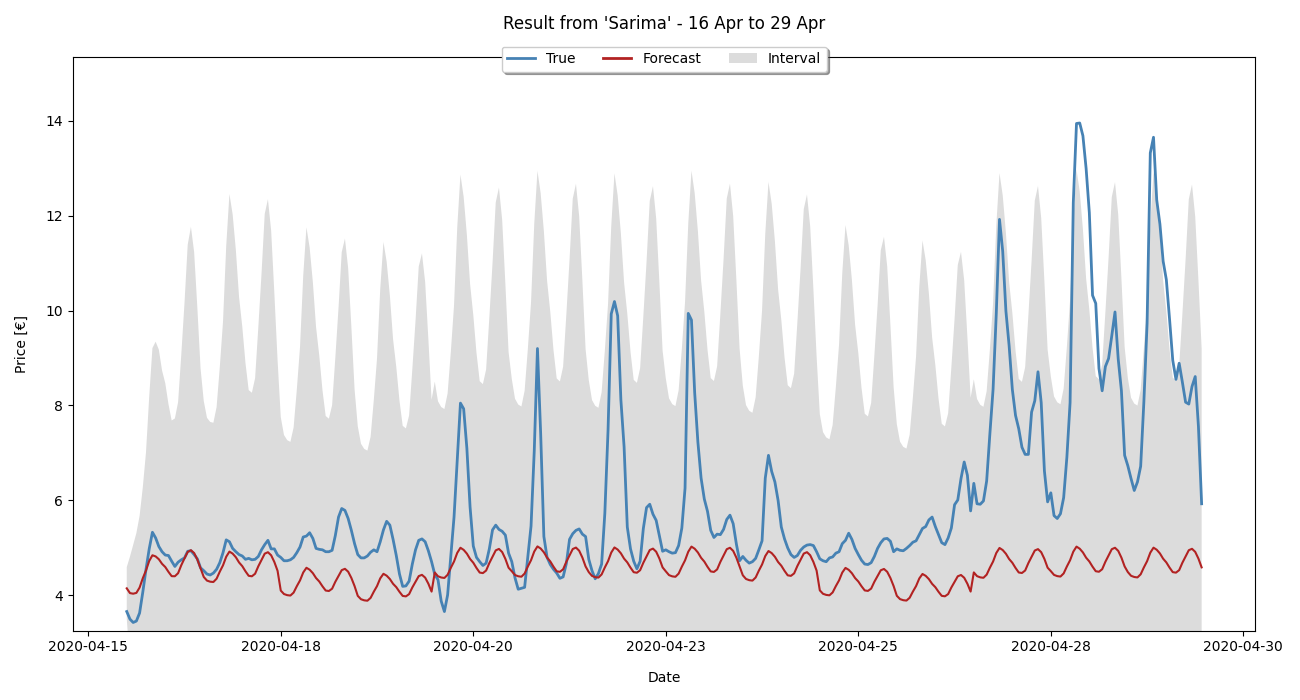 Result from 'Sarima' - 16 Apr to 29 Apr
True Forecast Interval
Price [€]
14
12
10
8
6
4
2020-04-15 2020-04-18 2020-04-20 2020-04-23 2020-04-25 2020-04-28 2020-04-30
Date